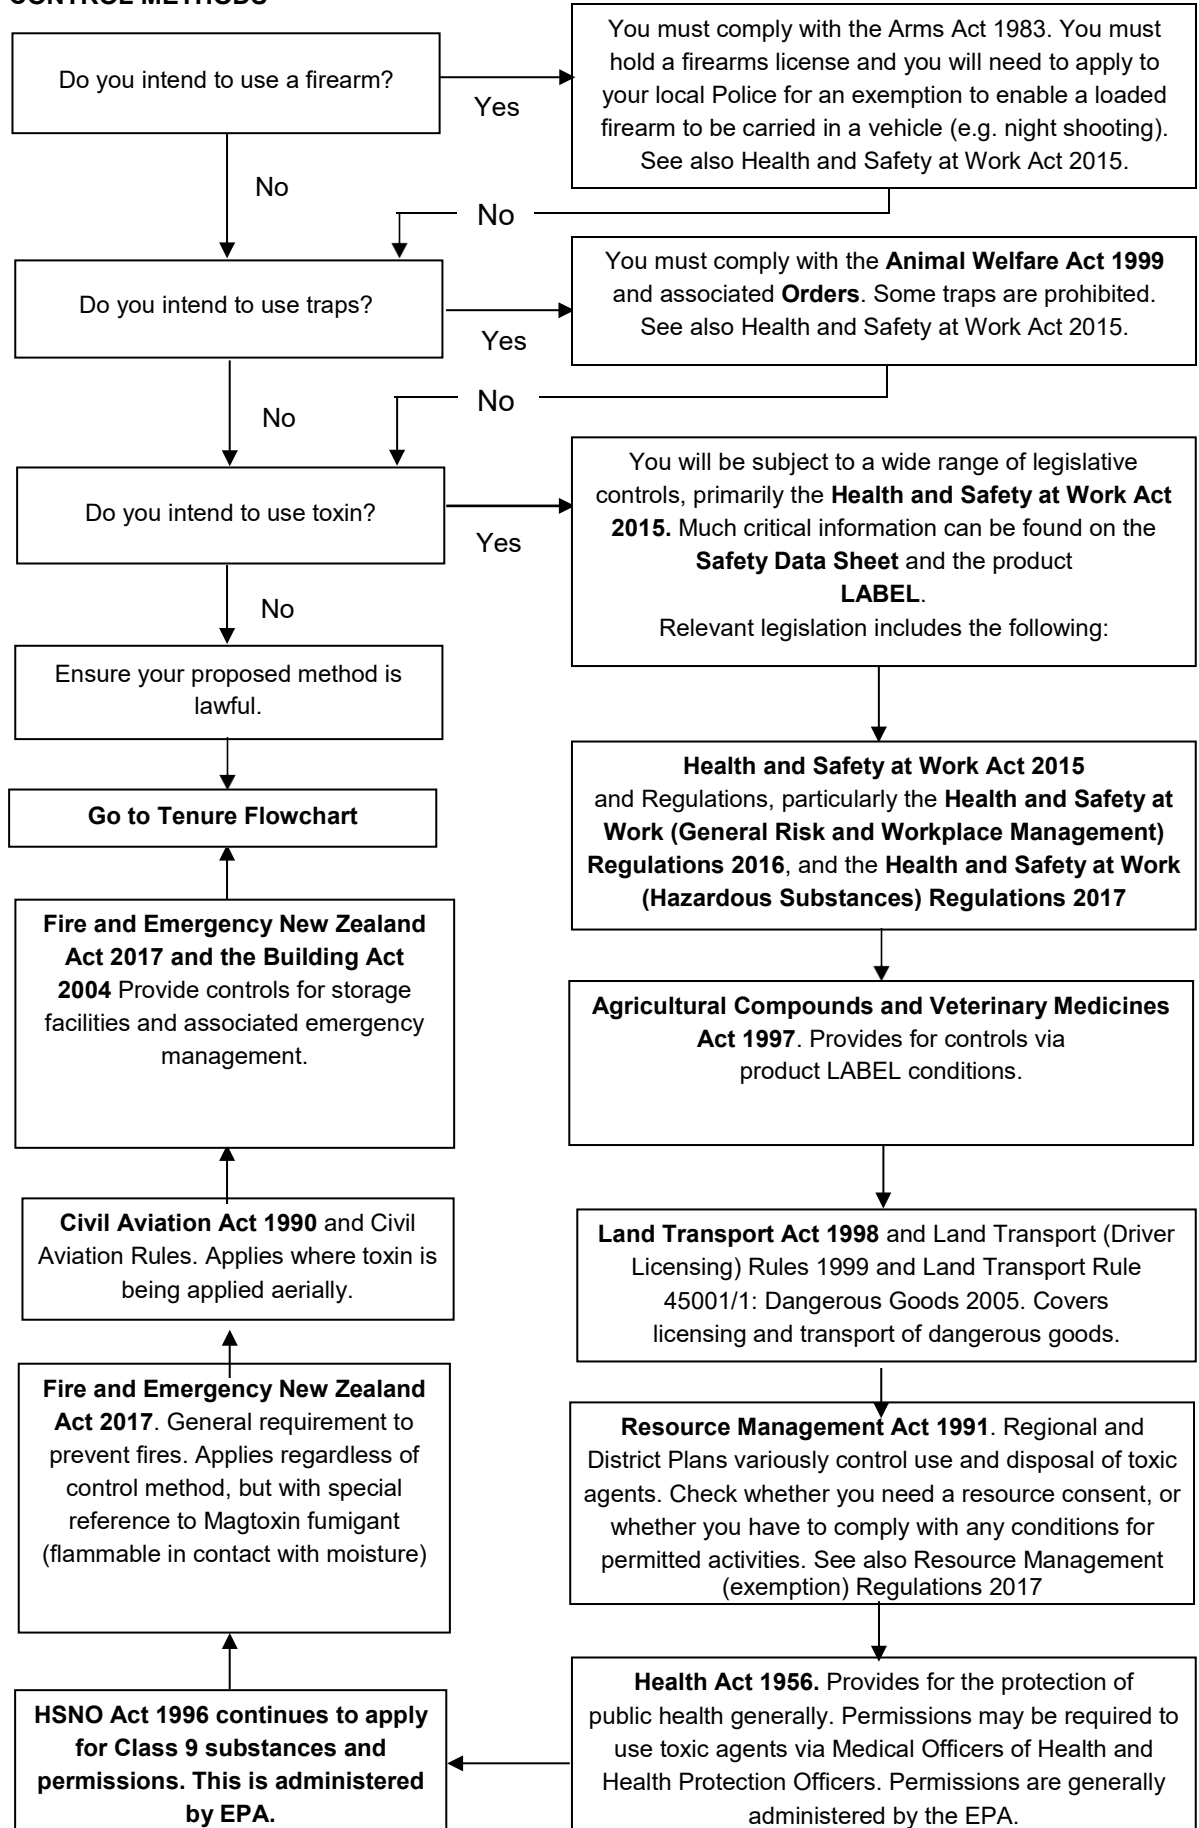 CONTROL METHODS
Do you intend to use a firearm?
Yes
You must comply with the Arms Act 1983. You must
hold a firearms license and you will need to apply to
your local Police for an exemption to enable a loaded
firearm to be carried in a vehicle (e.g. night shooting).
See also Health and Safety at Work Act 2015.
No
No
Do you intend to use traps?
Yes
You must comply with the Animal Welfare Act 1999
and associated Orders. Some traps are prohibited.
See also Health and Safety at Work Act 2015.
No
No
Do you intend to use toxin?
Yes
You will be subject to a wide range of legislative
controls, primarily the Health and Safety at Work Act
2015. Much critical information can be found on the
Safety Data Sheet and the product
LABEL.
Relevant legislation includes the following:
No
Ensure your proposed method is
lawful.
Go to Tenure Flowchart
Health and Safety at Work Act 2015
and Regulations, particularly the Health and Safety at
Work (General Risk and Workplace Management)
Regulations 2016, and the Health and Safety at Work
(Hazardous Substances) Regulations 2017
Agricultural Compounds and Veterinary Medicines
Act 1997. Provides for controls via
product LABEL conditions.
Land Transport Act 1998 and Land Transport (Driver
Licensing) Rules 1999 and Land Transport Rule
45001/1: Dangerous Goods 2005. Covers
licensing and transport of dangerous goods.
Resource Management Act 1991. Regional and
District Plans variously control use and disposal of toxic
agents. Check whether you need a resource consent, or
whether you have to comply with any conditions for
permitted activities. See also Resource Management
(exemption) Regulations 2017
Health Act 1956. Provides for the protection of
public health generally. Permissions may be required to
use toxic agents via Medical Officers of Health and
Health Protection Officers. Permissions are generally
administered by the EPA.
HSNO Act 1996 continues to apply
for Class 9 substances and
permissions. This is administered
by EPA.
Fire and Emergency New Zealand
Act 2017. General requirement to
prevent fires. Applies regardless of
control method, but with special
reference to Magtoxin fumigant
(flammable in contact with moisture)
Civil Aviation Act 1990 and Civil
Aviation Rules. Applies where toxin is
being applied aerially.
Fire and Emergency New Zealand
Act 2017 and the Building Act
2004 Provide controls for storage
facilities and associated emergency
management.